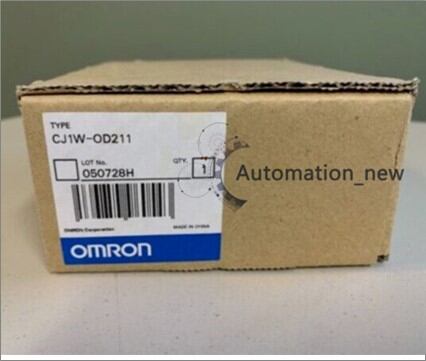 TYPE
CJ1W-OD211
LOT No.
QTY.
050728H
1
Automation_new
OMRON Corporation
MADE IN CHINA
OMRON